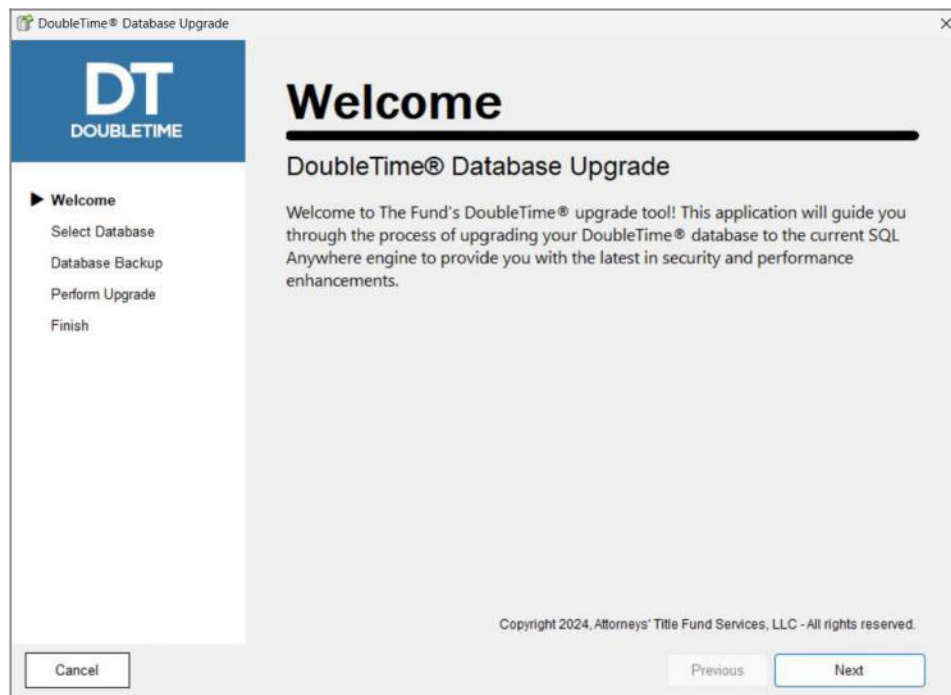 DoubleTime® Database Upgrade
DT
DOUBLETIME
Welcome
Select Database
Database Backup
Perform Upgrade
Finish
Welcome
DoubleTime® Database Upgrade
Welcome to The Fund's DoubleTime® upgrade tool! This application will guide you
through the process of upgrading your DoubleTime® database to the current SQL
Anywhere engine to provide you with the latest in security and performance
enhancements.
Copyright 2024, Attorneys' Title Fund Services, LLC - All rights reserved.
Cancel
Previous
Next